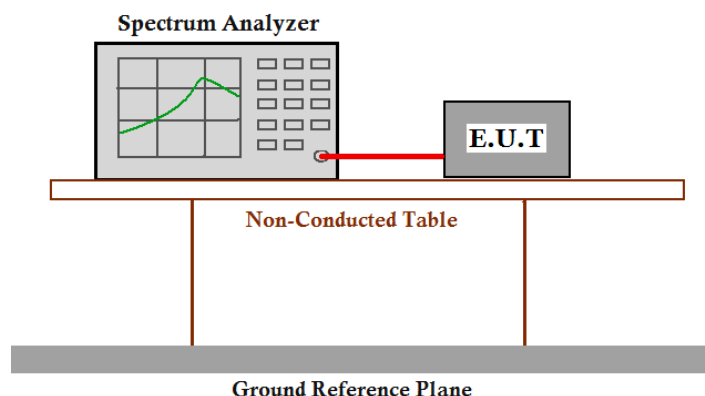 Spectrum Analyzer
E.U.T
Non-Conducted Table
Ground Reference Plane